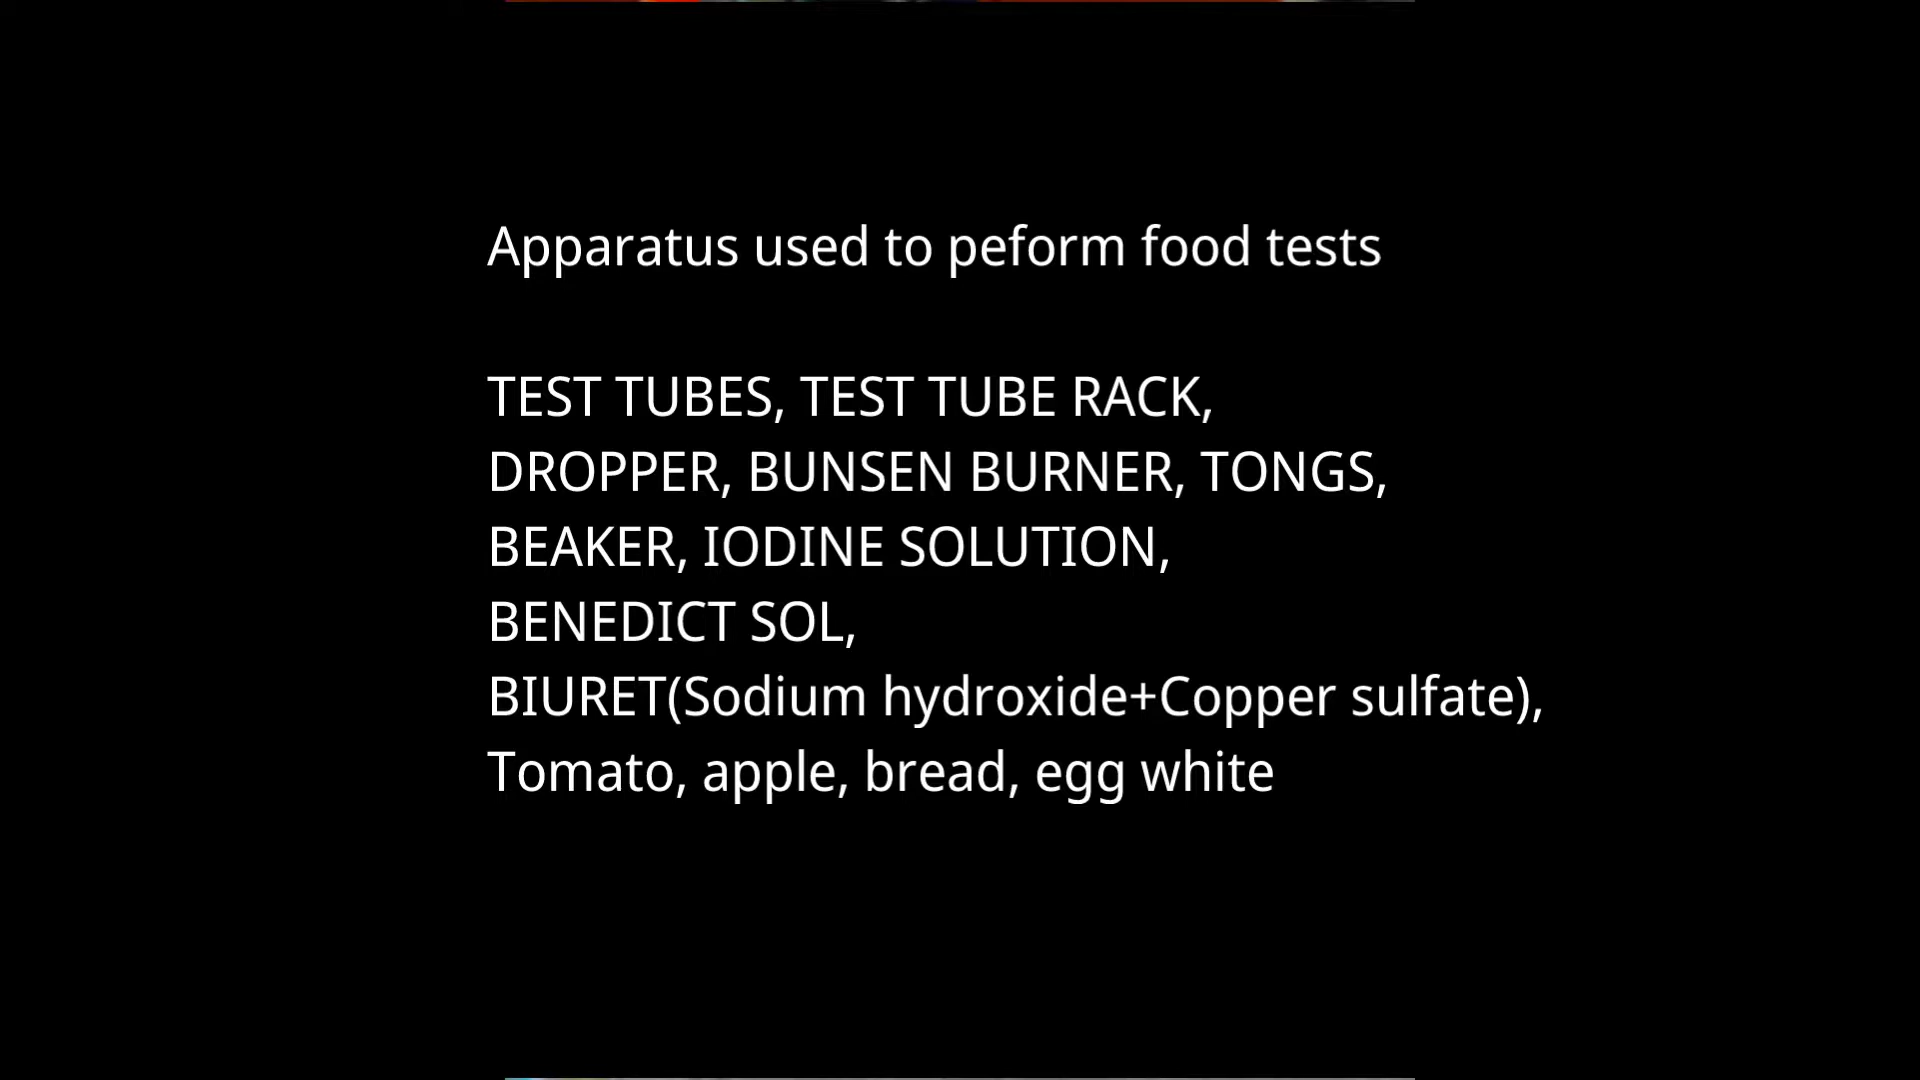 Apparatus used to peform food tests
TEST TUBES, TEST TUBE RACK,
DROPPER, BUNSEN BURNER, TONGS,
BEAKER, IODINE SOLUTION,
BENEDICT SOL,
BIURET(Sodium hydroxide+Copper sulfate),
Tomato, apple, bread, egg white